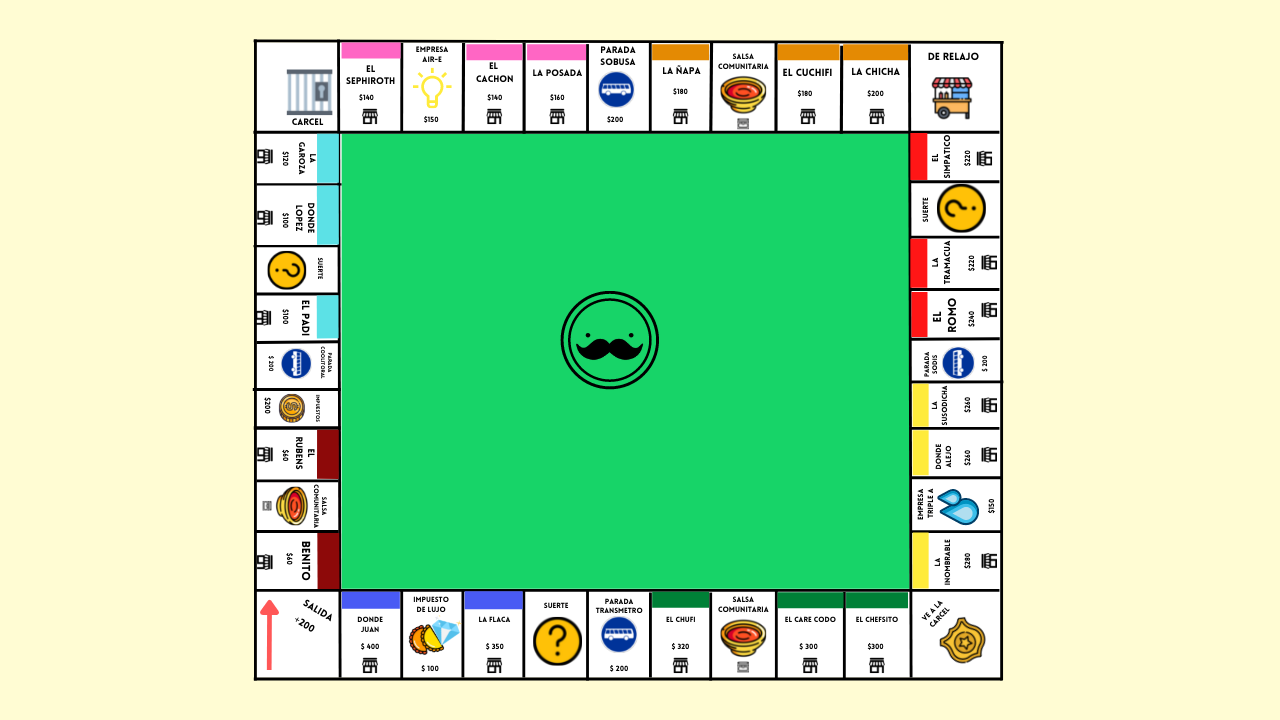 CARCEL
EL
SEPHIROTH
$140
EMPRESA
AIR-E
$150
EL
CACHON
$140
LA POSADA
$160
PARADA
SOBUSA
$200
LA ÑAPA
$180
SALSA
COMUNITARIA
EL CUCHIFI
$180
LA CHICHA
$200
DE RELAJO
EL
SIMPATICO
$220
SUERTE
?
LA
TRAMACUA
$220
EL
ROMO
$240
PARADA
SODIS
$ 200
LA
SUSODICHA
$260
DONDE
ALEJO
$260
EMPRESA
TRIPLE A
$150
LA
INOMBRABLE
$280
VE A LA
CARCEL
EL CHEFSITO
$300
EL CARE CODO
$ 300
SALSA
COMUNITARIA
EL CHUFI
$ 320
PARADA
TRANSMETRO
$ 200
SUERTE
?
LA FLACA
$ 350
IMPUESTO
DE LUJO
$ 100
DONDE
JUAN
$ 400
SALIDA
+200
BENITO
$60
SALSA
COMUNITARIA
EL
RUBENS
$60
IMPUESTOS
$200
PARADA
COOLITORAL
$ 200
EL PADI
$100
SUERTE
?
DONDE
LOPEZ
$100
LA
GAROZA
$120